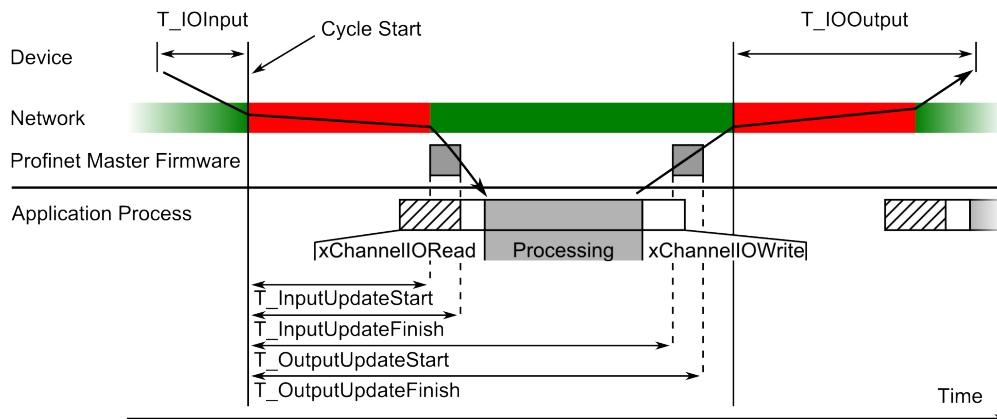 T_IOInput
T_IOOutput
Cycle Start
Device
Network
Profinet Master Firmware
Application Process
xChannelIORead
Processing
xChannelIOWrite
T_InputUpdateStart
T_InputUpdateFinish
T_OutputUpdateStart
T_OutputUpdateFinish
Time